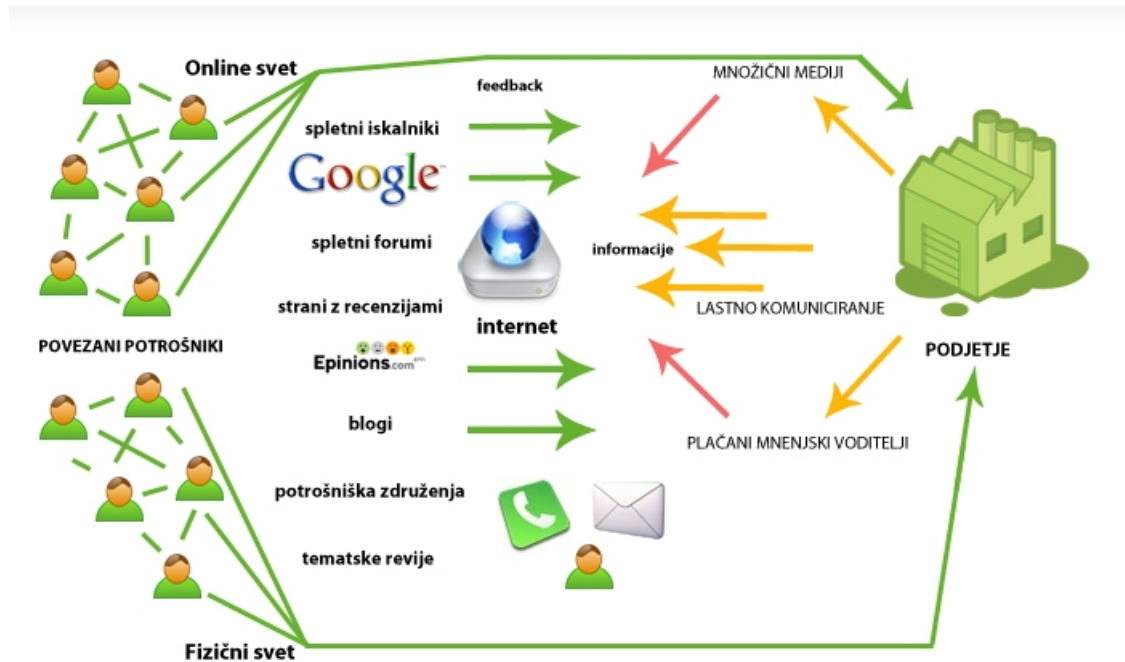 Online svet
feedback
MNOŽIČNI MEDIJI
spletni iskalniki
Google
spletni forumi
informacije
strani z recenzijami
internet
LASTNO KOMUNICIRANJE
POVEZANI POTROŠNIKI
PODJETJE
Epinions.com
blogi
PLAČANI MNENJSKI VODITELJI
potrošniška združenja
tematske revije
Fizični svet